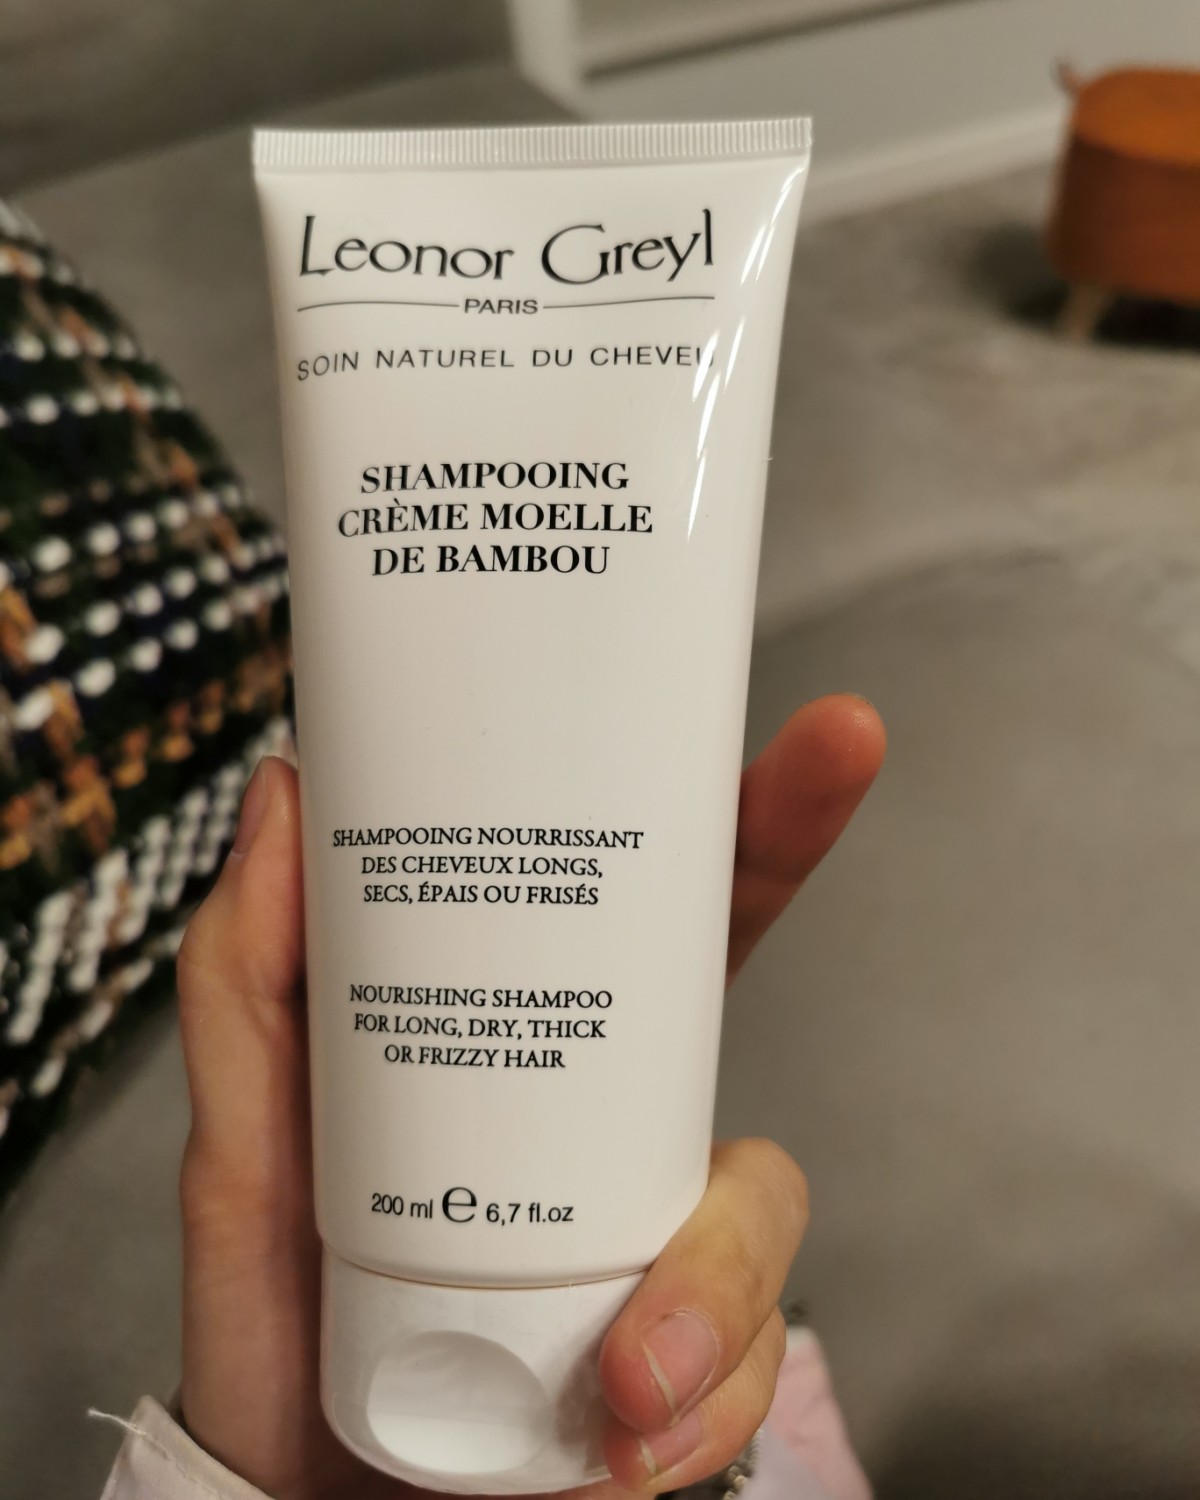 Leonor Greyl
PARIS
SOIN NATUREL DU CHEVEU
SHAMPOOING
CRÈME MOELLE
DE BAMBOU
SHAMPOOING NOURRISSANT
DES CHEVEUX LONGS,
SECS, ÉPAIS OU FRISÉS
NOURISHING SHAMPOO
FOR LONG, DRY, THICK
OR FRIZZY HAIR
200 ml ℮ 6,7 fl.oz